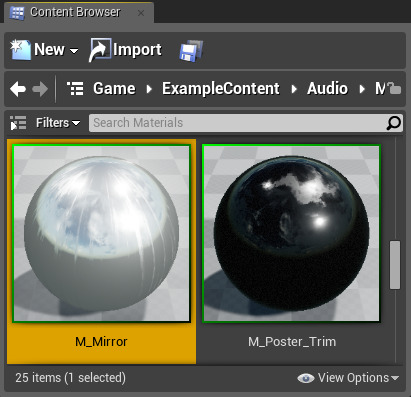 Content Browser
New Import
Game ExampleContent Audio M
Filters Search Materials
M_Mirror M_Poster_Trim
25 items (1 selected) View Options